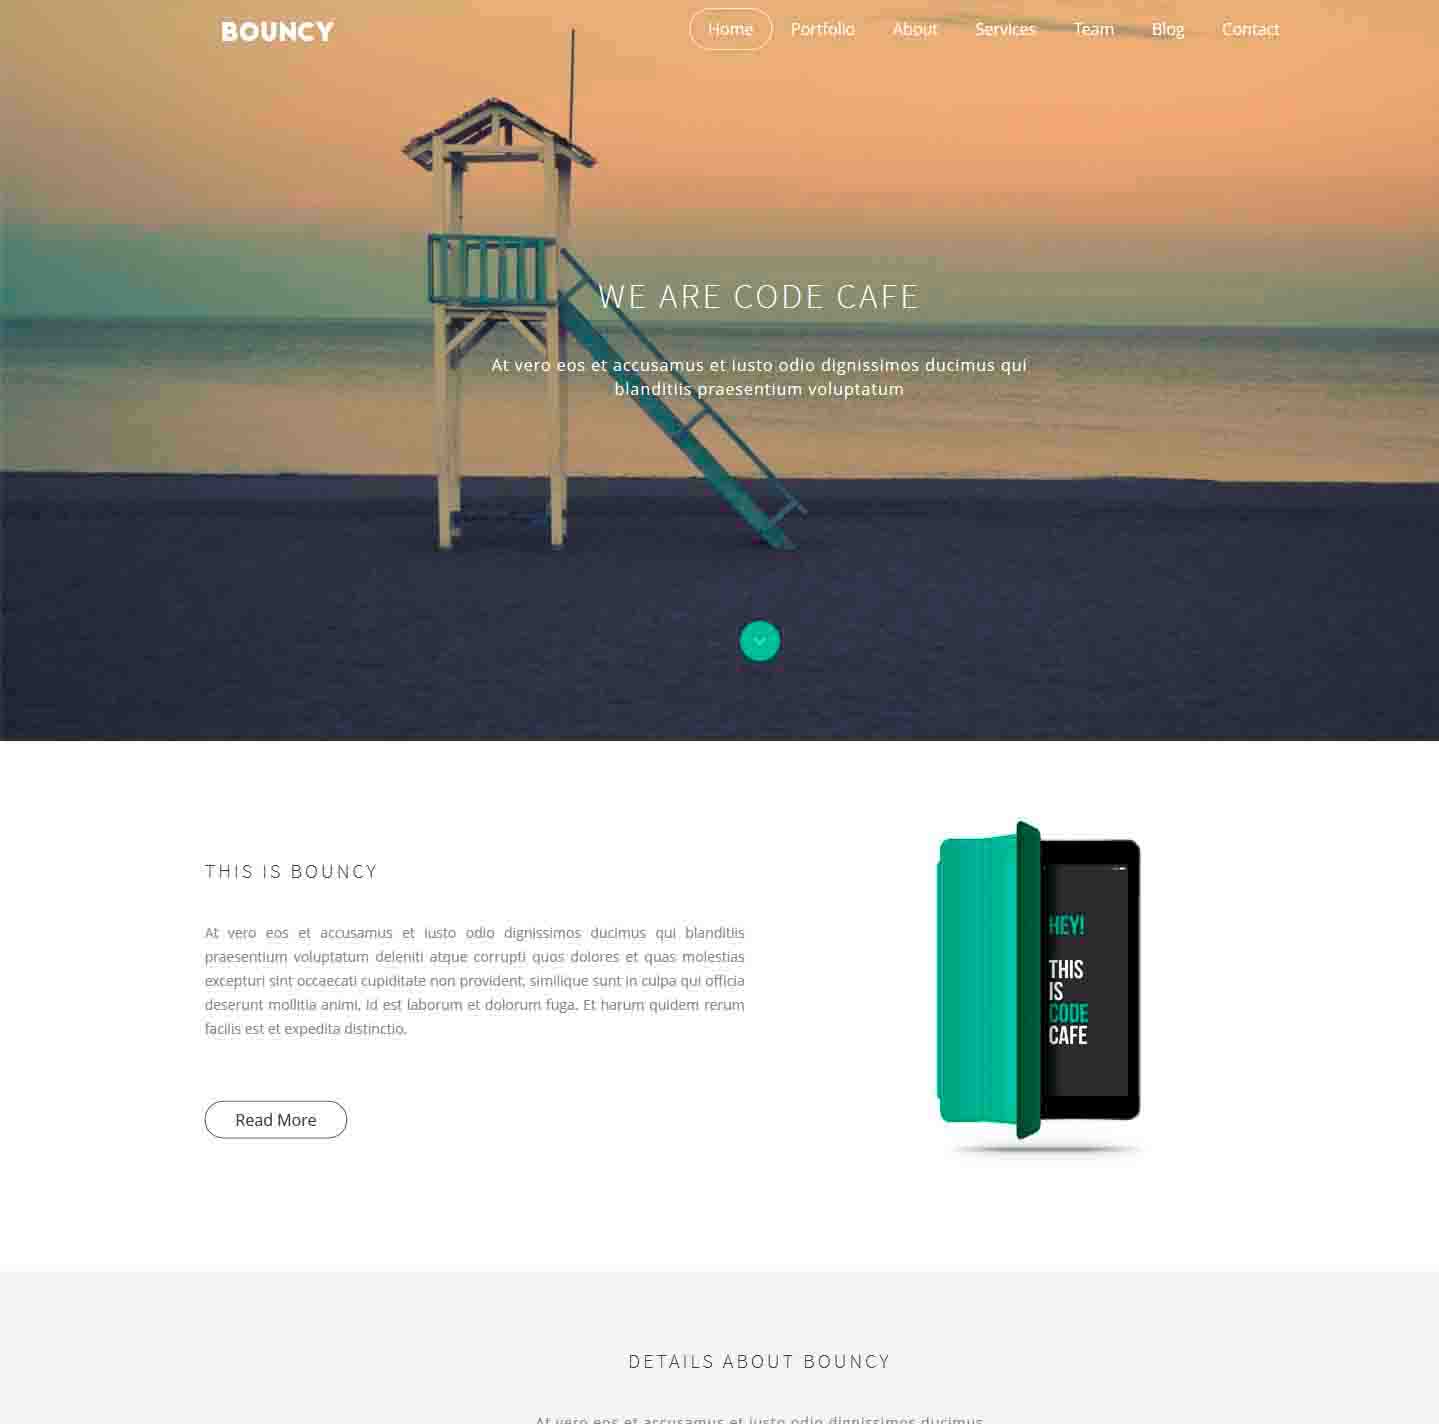 BOUNCY
Home Portfolio About Services Team Blog Contact
WE ARE CODE CAFE
At vero eos et accusamus et iusto odio dignissimos ducimus qui
blanditiis praesentium voluptatum
THIS IS BOUNCY
At vero eos et accusamus et iusto odio dignissimos ducimus qui blanditiis
praesentium voluptatum deleniti atque corrupti quos dolores et quas molestias
excepturi sint occaecati cupiditate non provident, similique sunt in culpa qui officia
deserunt mollitia animi, id est laborum et dolorum fuga. Et harum quidem rerum
facilis est et expedita distinctio.
Read More
HEY!
THIS
IS
CODE
CAFE
DETAILS ABOUT BOUNCY
At vero eos et accusamus et iusto odio dignissimos ducimus